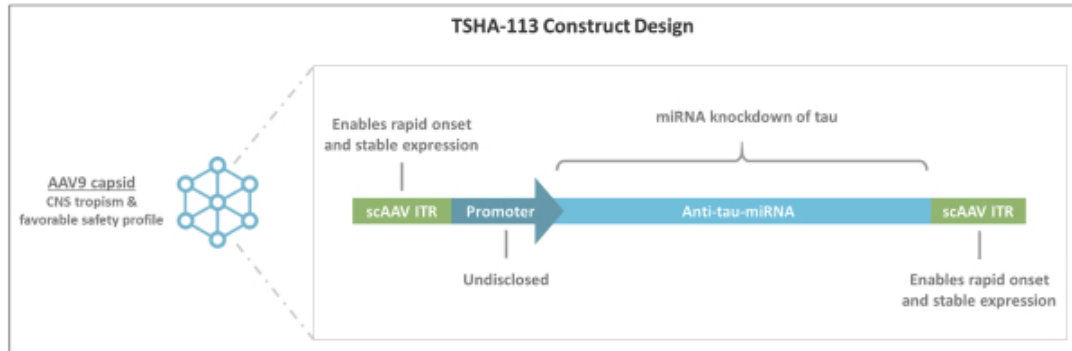 TSHA-113 Construct Design
Enables rapid onset
and stable expression
miRNA knockdown of tau
AAV9 capsid
CNS tropism &
favorable safety profile
scAAV ITR
Promoter
Anti-tau-miRNA
scAAV ITR
Undisclosed
Enables rapid onset
and stable expression